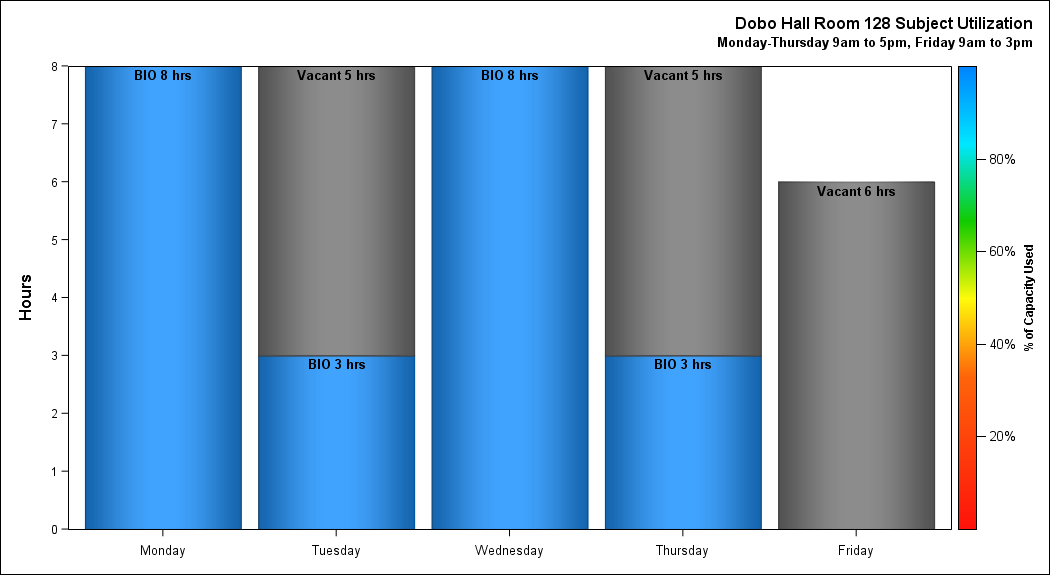 Dobo Hall Room 128 Subject Utilization
Monday-Thursday 9am to 5pm, Friday 9am to 3pm
Hours
8
7
6
5
4
3
2
1
0
BIO 8 hrs
Vacant 5 hrs
BIO 8 hrs
Vacant 5 hrs
Vacant 6 hrs
BIO 3 hrs
BIO 3 hrs
Monday
Tuesday
Wednesday
Thursday
Friday
80%
60%
40%
20%
% of Capacity Used